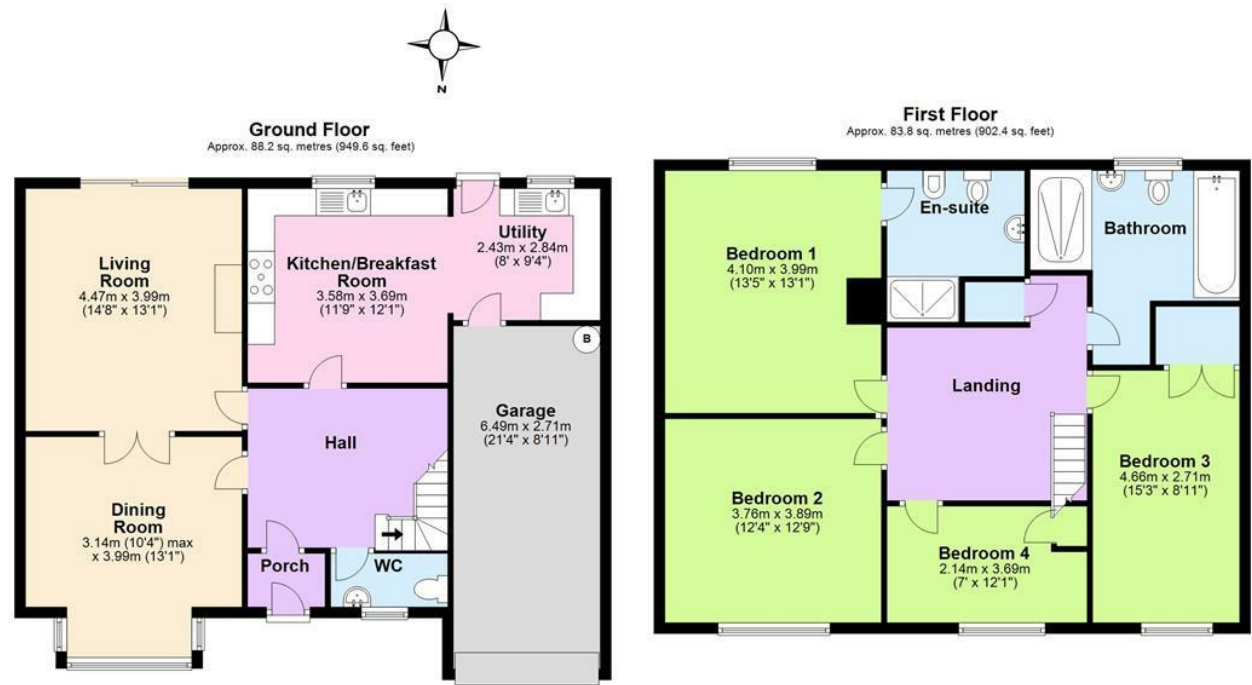 N
Ground Floor
Approx. 88.2 sq. metres (949.6 sq. feet)
Living
Room
4.47m x 3.99m
(14'8" x 13'1")
Kitchen/Breakfast
Room
3.58m x 3.69m
(11'9" x 12'1")
Utility
2.43m x 2.84m
(8' x 9'4")
B
Garage
6.49m x 2.71m
(21'4" x 8'11")
Hall
Dining
Room
3.14m (10'4") max
x 3.99m (13'1")
Porch
WC
First Floor
Approx. 83.8 sq. metres (902.4 sq. feet)
Bedroom 1
4.10m x 3.99m
(13'5" x 13'1")
En-suite
Bathroom
Landing
Bedroom 2
3.76m x 3.89m
(12'4" x 12'9")
Bedroom 3
4.66m x 2.71m
(15'3" x 8'11")
Bedroom 4
2.14m x 3.69m
(7' x 12'1")